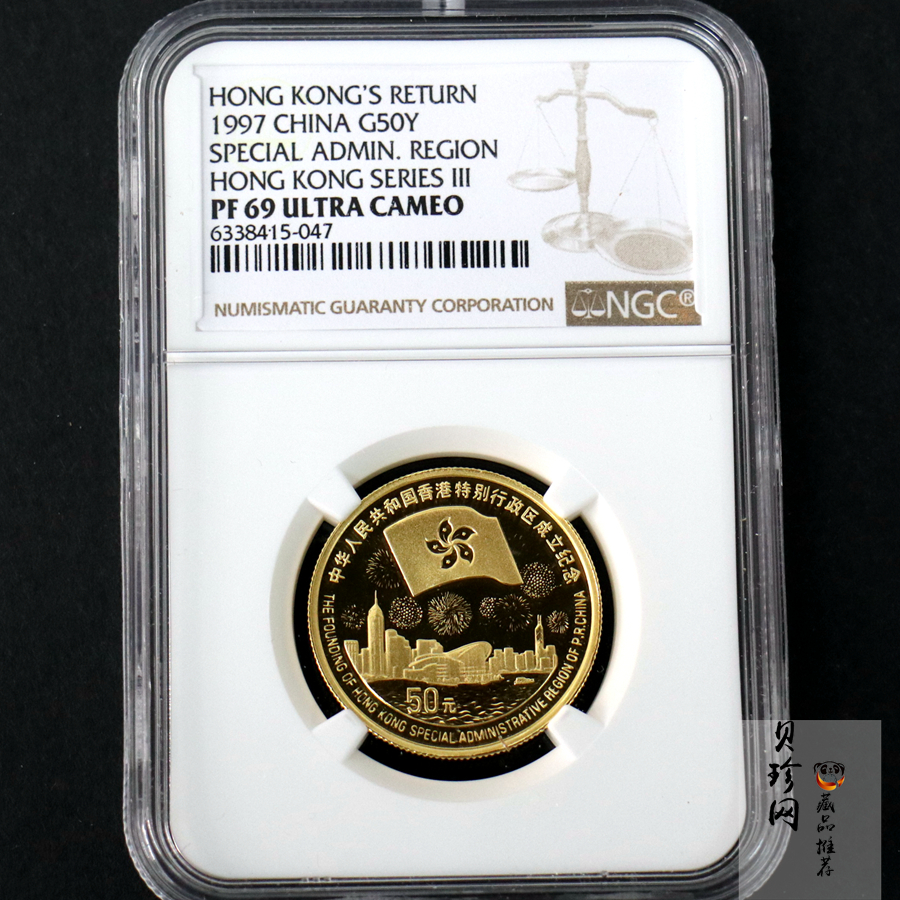 HONG KONG'S RETURN
1997 CHINA G50Y
SPECIAL ADMIN. REGION
HONG KONG SERIES III
PF 69 ULTRA CAMEO
6338415-047
NUMISMATIC GUARANTY CORPORATION
NGC®
中华人民共和国香港特别行政区成立纪念
THE FOUNDING OF HONG KONG SPECIAL ADMINISTRATIVE REGION OF P.R.CHINA
50元
贝珍网
藏品推荐